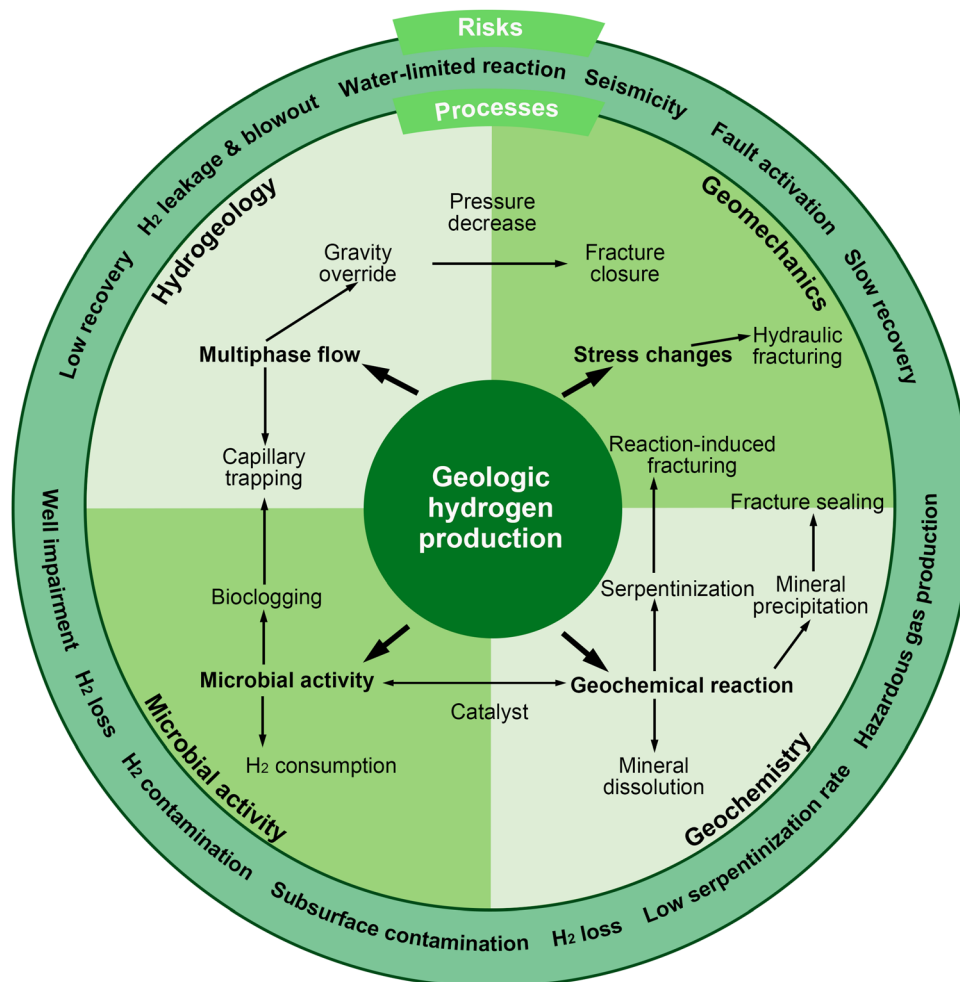 Risks
Low recovery
H₂ leakage & blowout
Water-limited reaction
Seismicity
Fault activation
Slow recovery
Processes
Hydrogeology
Geomechanics
Pressure
decrease
Gravity
override
Fracture
closure
Multiphase flow
Stress changes
Hydraulic
fracturing
Capillary
trapping
Reaction-induced
fracturing
Geologic
hydrogen
production
Fracture sealing
Bioclogging
Serpentinization
Mineral
precipitation
Microbial activity
Geochemical reaction
Catalyst
H₂ consumption
Mineral
dissolution
Microbial activity
Geochemistry
Well impairment
H₂ loss
H₂ contamination
Subsurface contamination
H₂ loss
Low serpentinization rate
Hazardous gas production